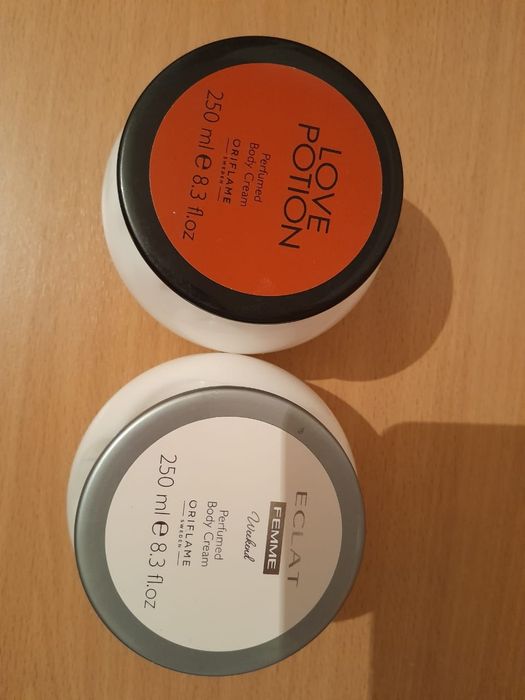 LOVE
POTION
Perfumed
Body Cream
ORIFLAME
SWEDEN
250 ml e 8.3 fl.oz
ECLAT
FEMME
Weekend
Perfumed
Body Cream
ORIFLAME
SWEDEN
250 ml e 8.3 fl.oz